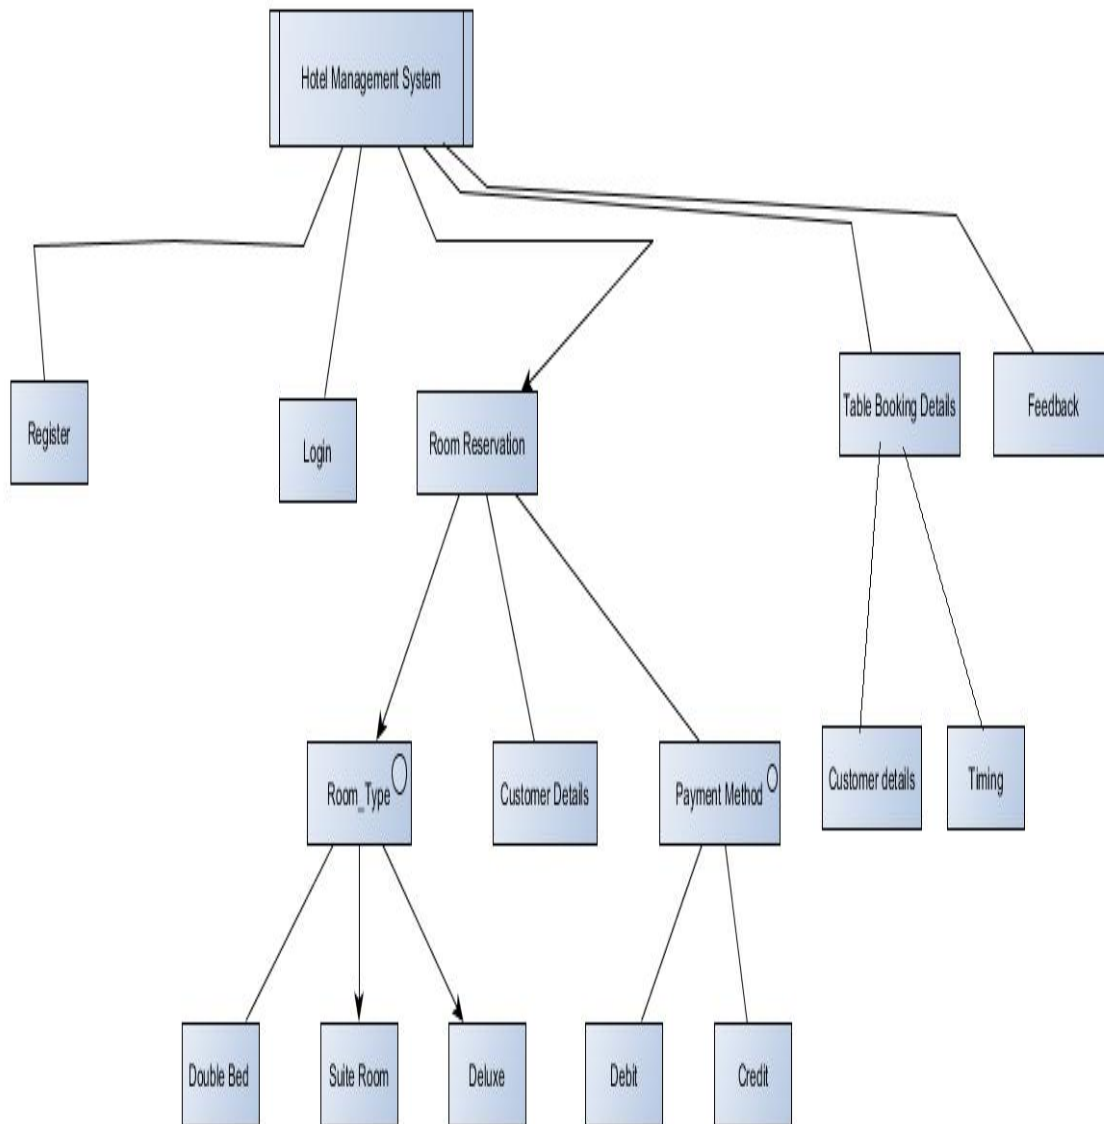 Hotel Management System
Register
Login
Room Reservation
Table Booking Details
Feedback
Room_Type
Customer Details
Payment Method
Customer details
Timing
Double Bed
Suite Room
Deluxe
Debit
Credit